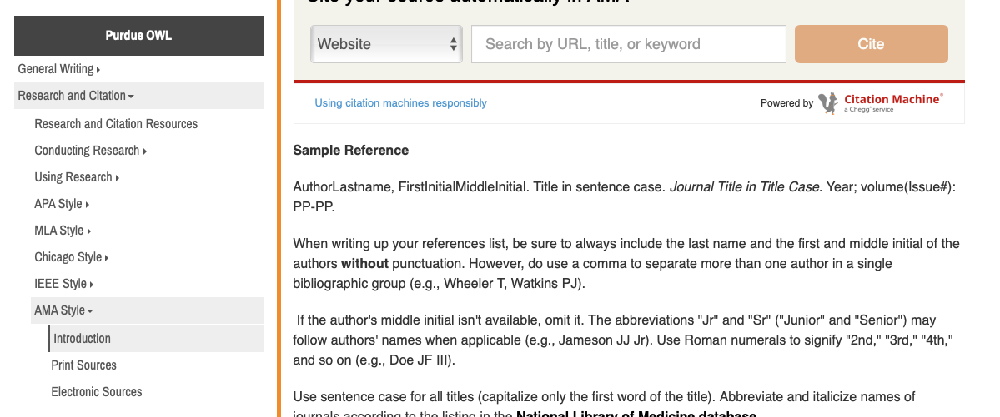 Cite your source automatically in AMA
Purdue OWL
General Writing
Research and Citation
Research and Citation Resources
Conducting Research
Using Research
APA Style
MLA Style
Chicago Style
IEEE Style
AMA Style
Introduction
Print Sources
Electronic Sources
Website
Search by URL, title, or keyword
Cite
Using citation machines responsibly
Powered by
Citation Machine®
a Chegg® service
Sample Reference
AuthorLastname, FirstInitialMiddleInitial. Title in sentence case. Journal Title in Title Case. Year; volume(Issue#):
PP-PP.
When writing up your references list, be sure to always include the last name and the first and middle initial of the
authors without punctuation. However, do use a comma to separate more than one author in a single
bibliographic group (e.g., Wheeler T, Watkins PJ).
If the author's middle initial isn't available, omit it. The abbreviations "Jr" and "Sr" ("Junior" and "Senior") may
follow authors' names when applicable (e.g., Jameson JJ Jr). Use Roman numerals to signify "2nd," "3rd," "4th,"
and so on (e.g., Doe JF III).
Use sentence case for all titles (capitalize only the first word of the title). Abbreviate and italicize names of
journals according to the listing in the National Library of Medicine database.